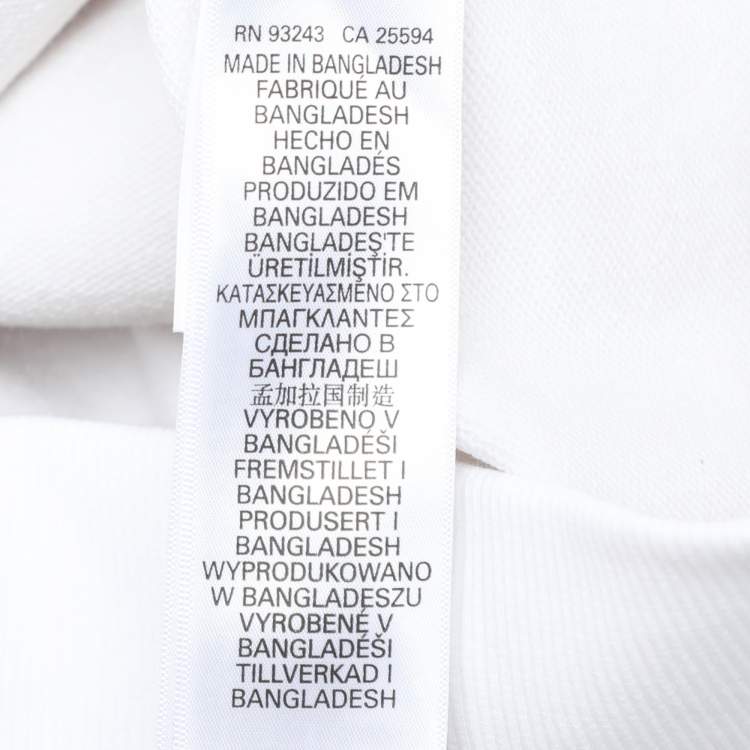 RN 93243 CA 25594
MADE IN BANGLADESH
FABRIQUÉ AU
BANGLADESH
HECHO EN
BANGLADÉS
PRODUZIDO EM
BANGLADESH
BANGLADEŞ'TE
ÜRETİLMİŞTİR.
ΚΑΤΑΣΚΕΥΑΣΜΕΝΟ ΣΤΟ
ΜΠΑΓΚΛΑΝΤΕΣ
СДЕЛАНО В
БАНГЛАДЕШ
孟加拉国制造
VYROBENO V
BANGLADÉŠI
FREMSTILLET I
BANGLADESH
PRODUSERT I
BANGLADESH
WYPRODUKOWANO
W BANGLADESZU
VYROBENÉ V
BANGLADÉŠI
TILLVERKAD I
BANGLADESH